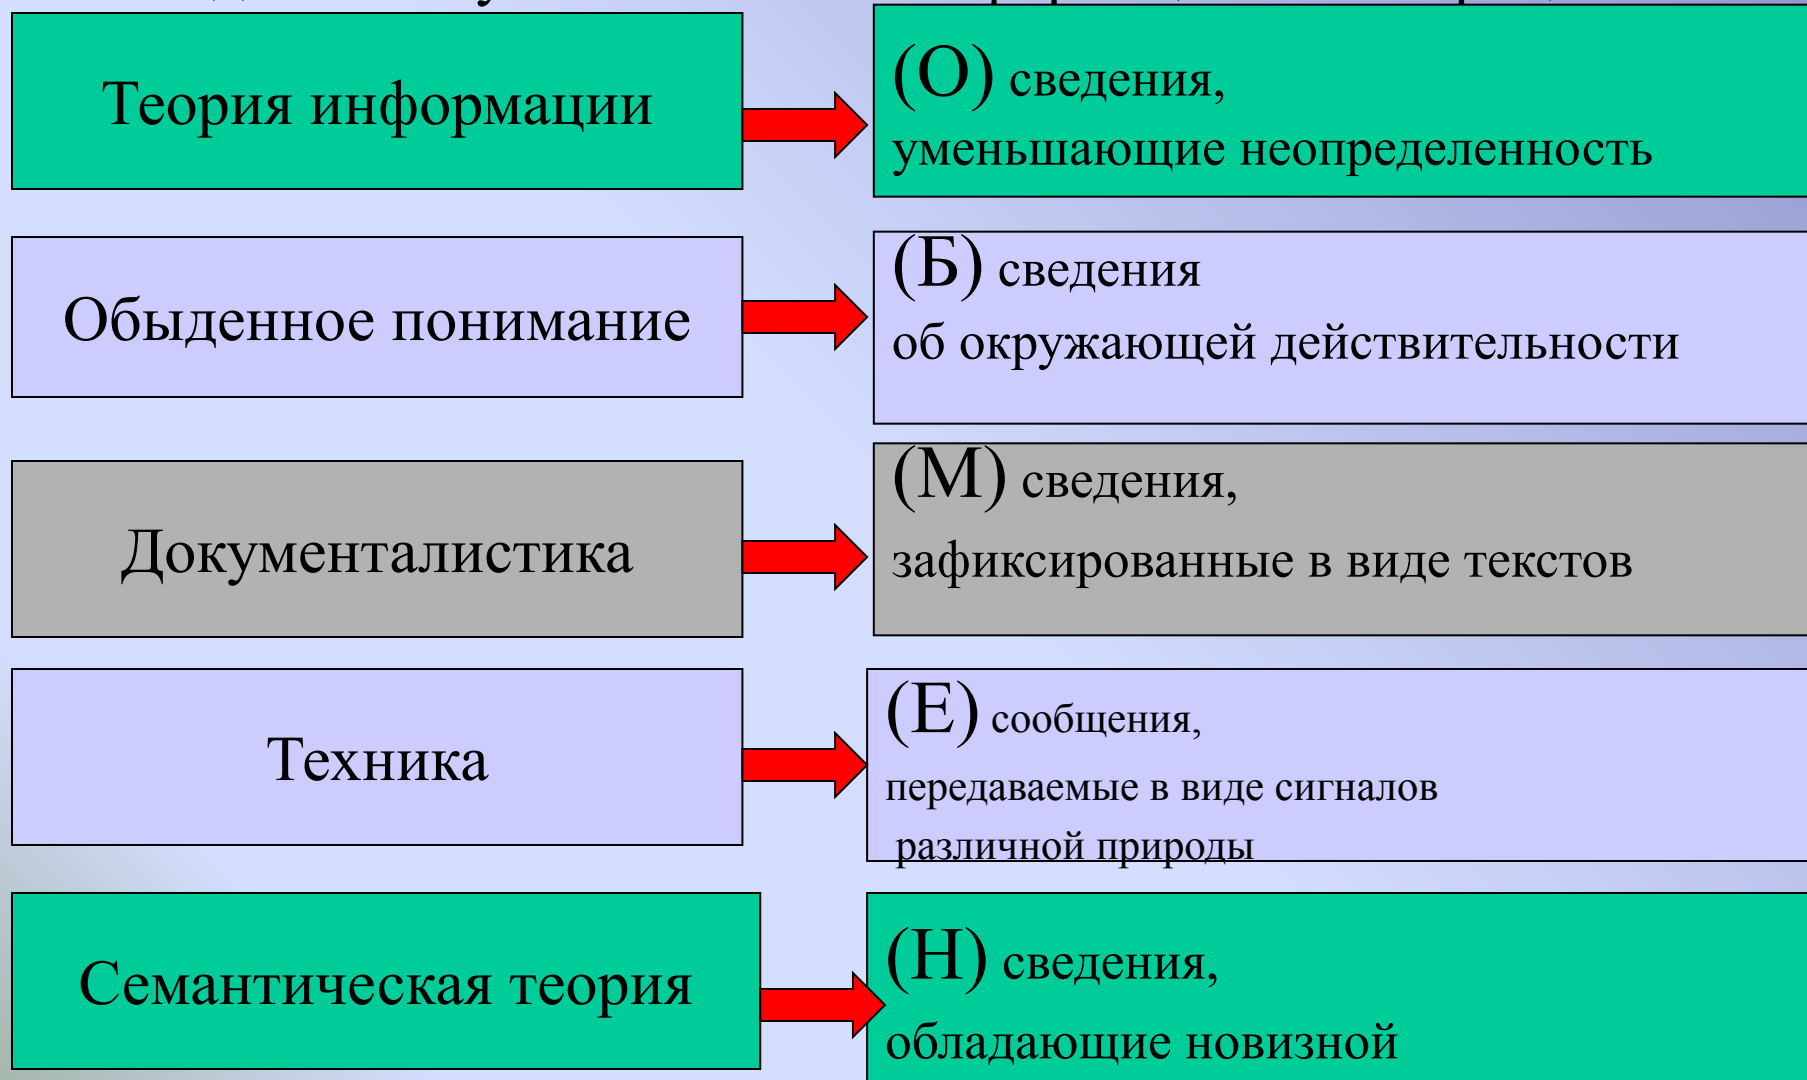 Теория информации
(О) сведения,
уменьшающие неопределенность
Обыденное понимание
(Б) сведения
об окружающей действительности
Документалистика
(М) сведения,
зафиксированные в виде текстов
Техника
(Е) сообщения,
передаваемые в виде сигналов
различной природы
Семантическая теория
(Н) сведения,
обладающие новизной